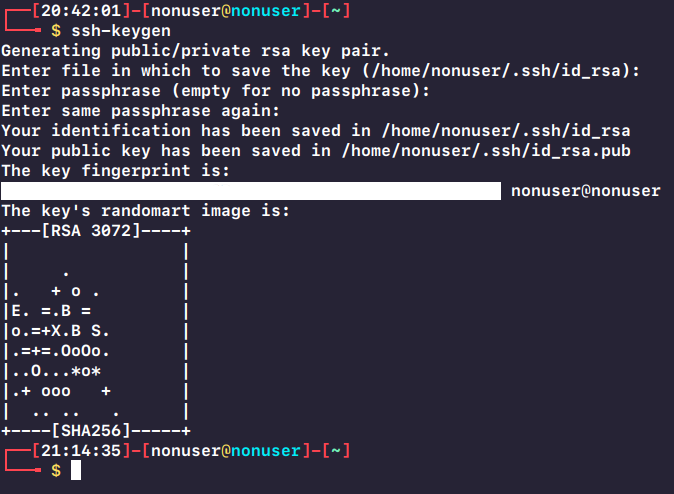 ┌──[20:42:01]-[nonuser@nonuser]-[~]
└──╼ $ ssh-keygen
Generating public/private rsa key pair.
Enter file in which to save the key (/home/nonuser/.ssh/id_rsa):
Enter passphrase (empty for no passphrase):
Enter same passphrase again:
Your identification has been saved in /home/nonuser/.ssh/id_rsa
Your public key has been saved in /home/nonuser/.ssh/id_rsa.pub
The key fingerprint is:
nonuser@nonuser
The key's randomart image is:
+---[RSA 3072]----+
|                 |
|     .           |
|.   + o .        |
|E. =.B =         |
|o.=+X.B S.       |
|.=+=.OoOo.       |
|..O...*o*        |
|.+ ooo   +       |
|  .. ..   .      |
+----[SHA256]-----+
┌──[21:14:35]-[nonuser@nonuser]-[~]
└──╼ $